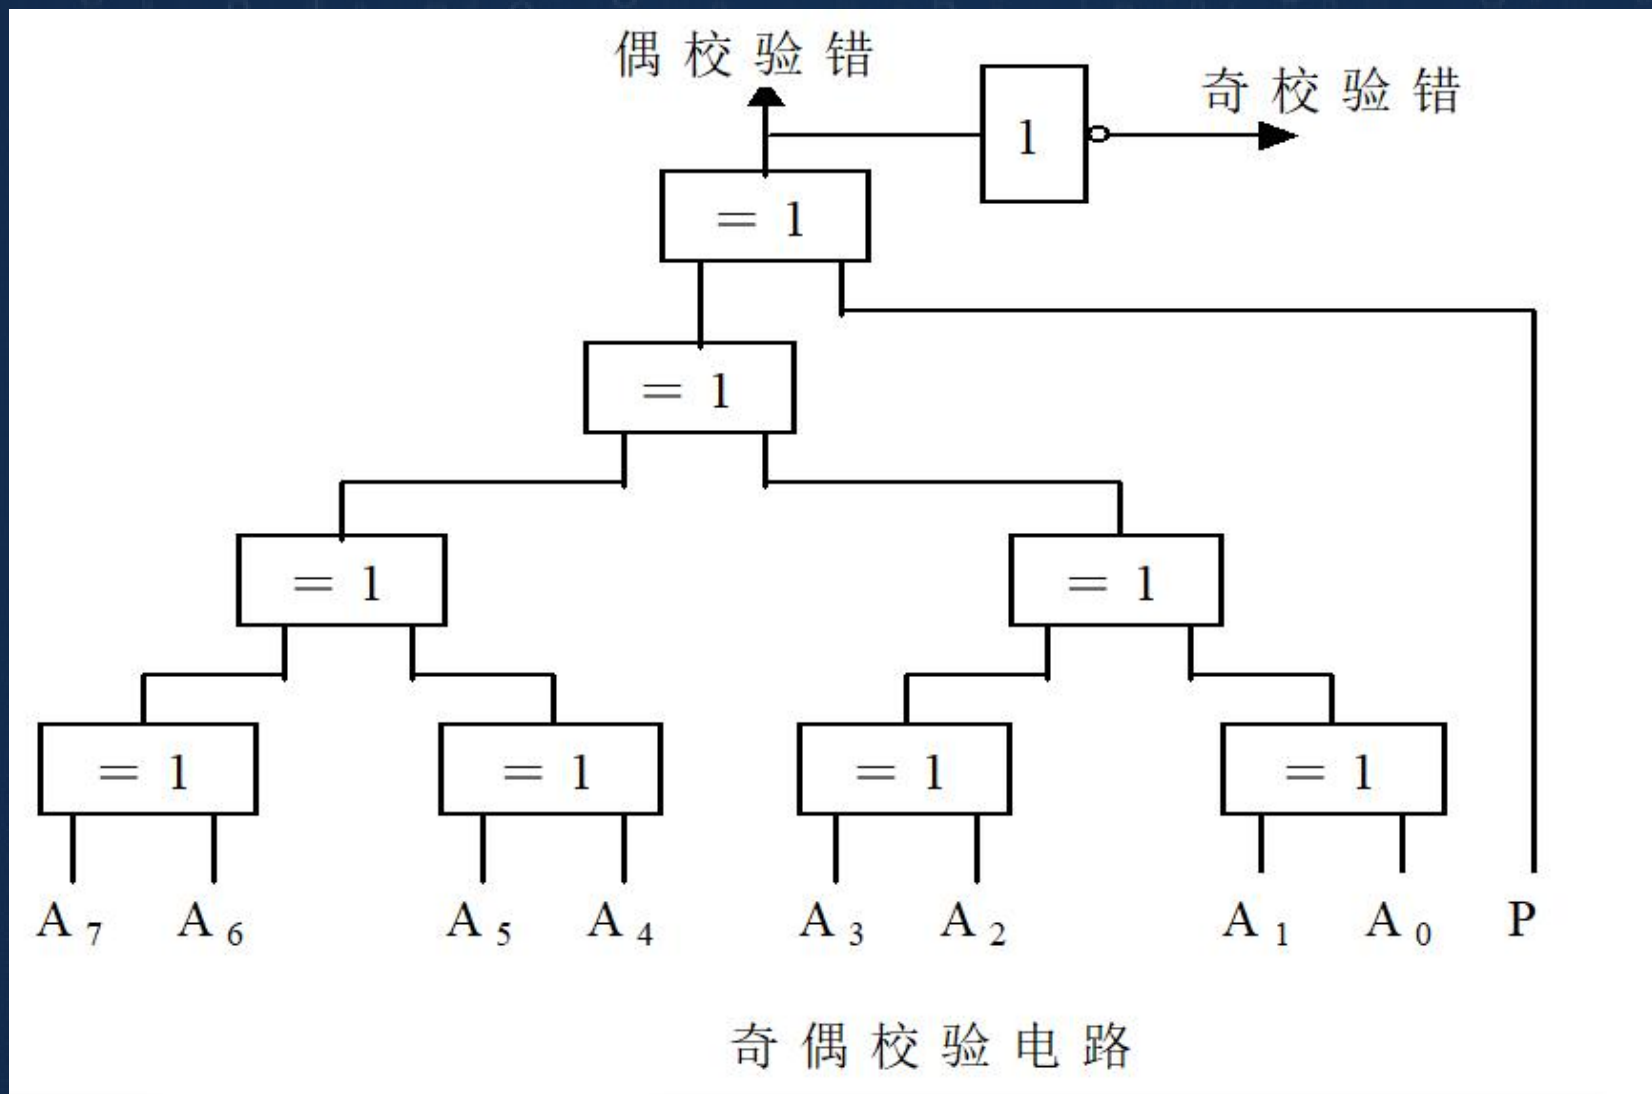 偶校验错
1
奇校验错
= 1
= 1
= 1
= 1
= 1
= 1
= 1
= 1
A7 A6 A5 A4 A3 A2 A1 A0 P
奇偶校验电路